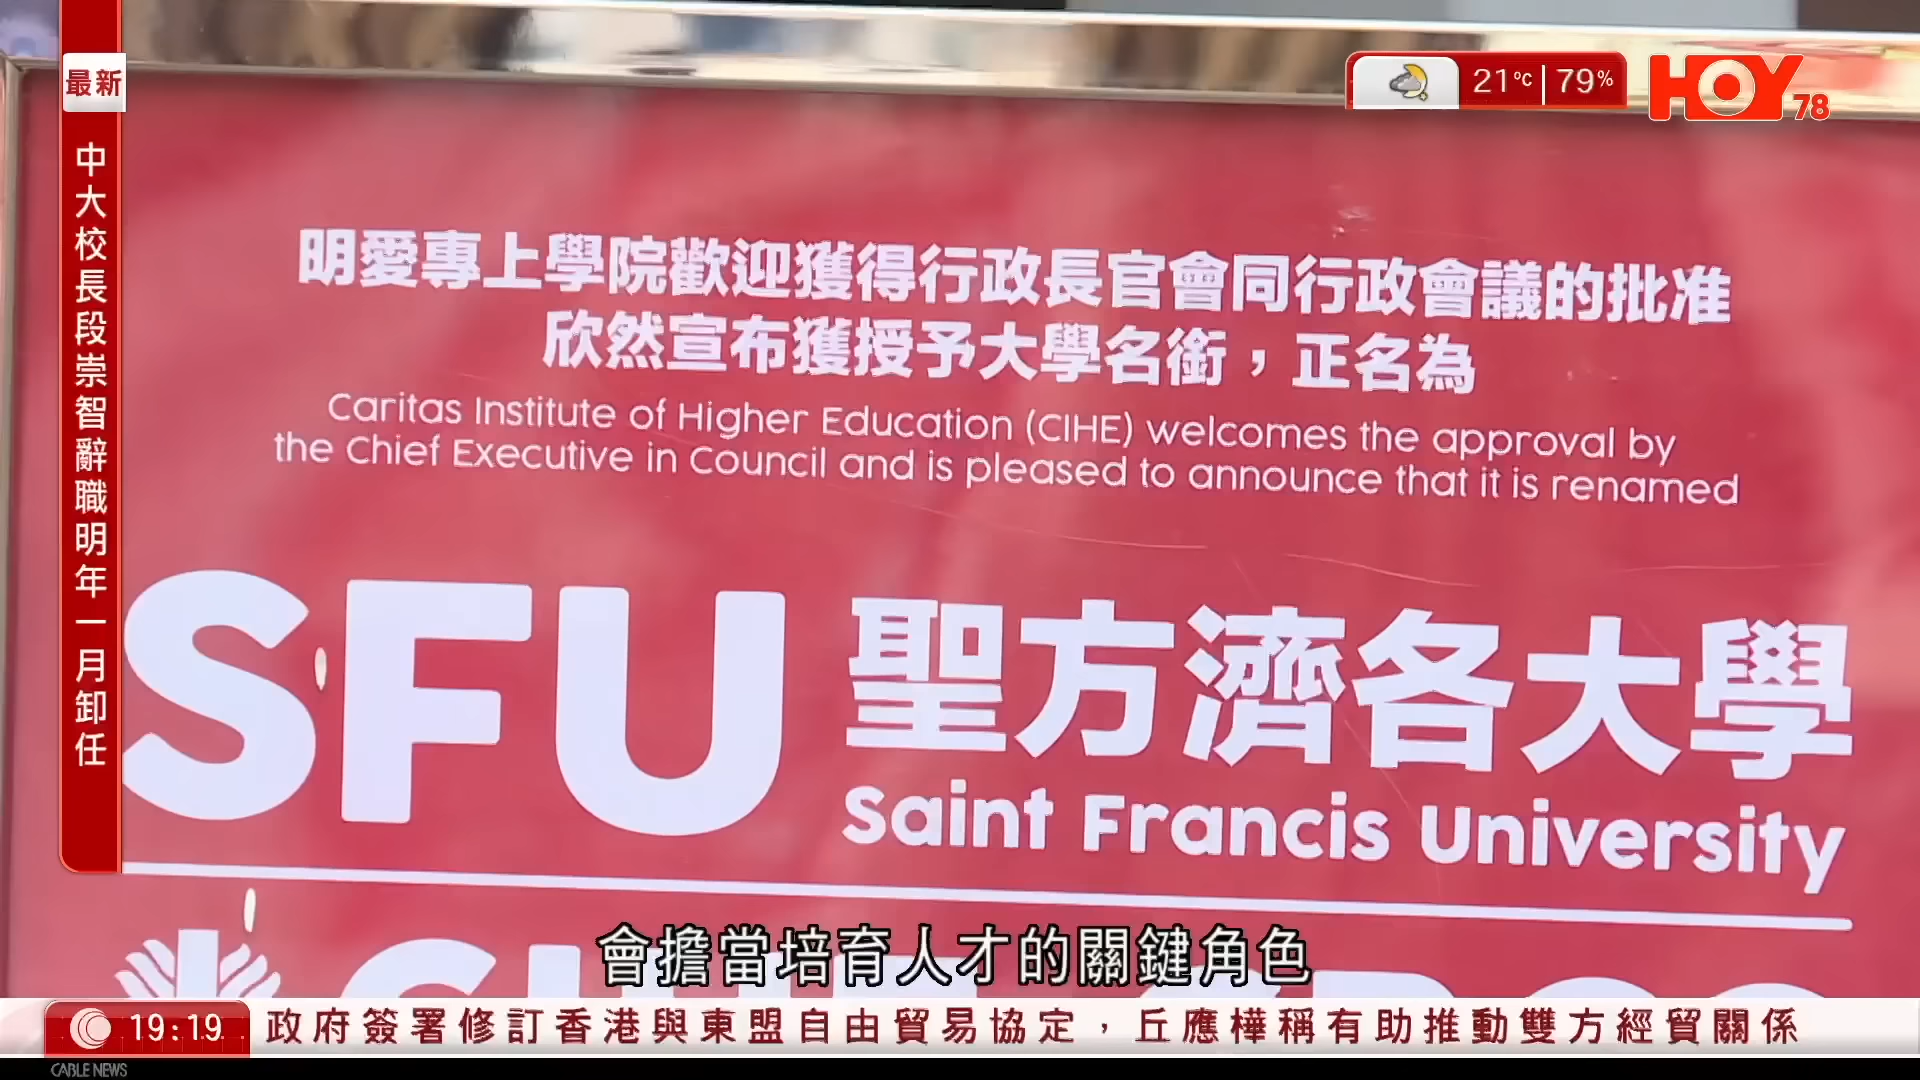 最新
中大校長段崇智辭職明年一月卸任
21°C 79%
HOY 78
明愛專上學院歡迎獲得行政長官會同行政會議的批准
欣然宣布獲授予大學名銜，正名為
Caritas Institute of Higher Education (CIHE) welcomes the approval by
the Chief Executive in Council and is pleased to announce that it is renamed
SFU 聖方濟各大學
Saint Francis University
會擔當培育人才的關鍵角色
19:19 政府簽署修訂香港與東盟自由貿易協定，丘應樺稱有助推動雙方經貿關係
CABLE NEWS